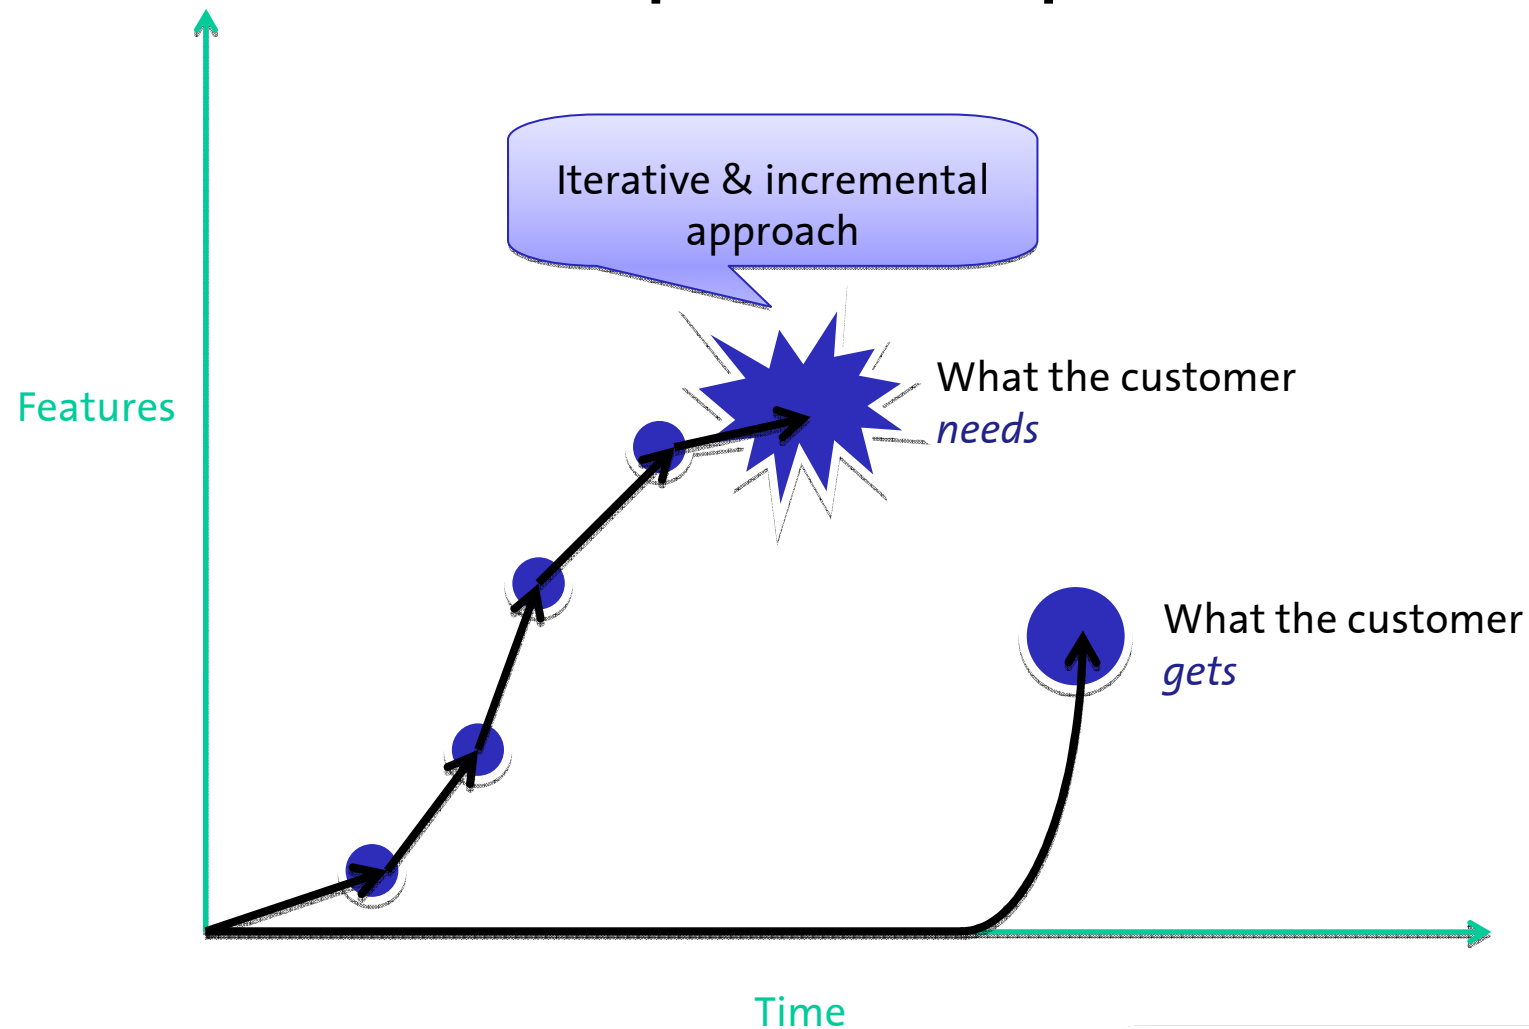 Iterative & incremental
approach
What the customer
needs
Features
What the customer
gets
Time